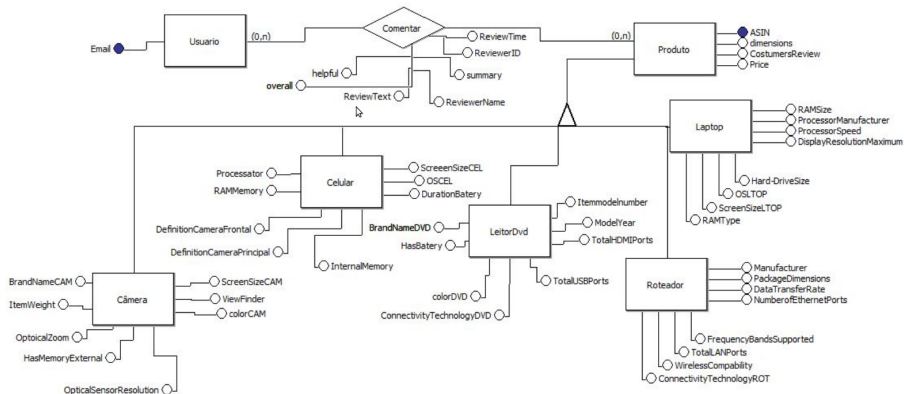 Email
Usuario
(0,n)
Comentar
(0,n)
Produto
ReviewTime
ReviewerID
helpful
summary
overall
ReviewText
ReviewerName
ASIN
dimensions
CostumersReview
Price
Laptop
RAMSize
ProcessorManufacturer
ProcessorSpeed
DisplayResolutionMaximum
Hard-DriveSize
OSLTOP
ScreenSizeLTOP
RAMType
Processator
RAMMemory
Celular
ScreeenSizeCEL
OSCEL
DurationBatery
DefinitionCameraFrontal
DefinitionCameraPrincipal
InternalMemory
BrandNameDVD
HasBatery
LeitorDvd
Itemmodelnumber
ModelYear
TotalHDMIPorts
TotalUSBPorts
colorDVD
ConnectivityTechnologyDVD
BrandNameCAM
ItemWeight
Câmera
ScreenSizeCAM
ViewFinder
colorCAM
OptoicalZoom
HasMemoryExternal
OpticalSensorResolution
Roteador
Manufacturer
PackageDimensions
DataTransferRate
NumberofEthernetPorts
FrequencyBandsSupported
TotalLANPorts
WirelessCompability
ConnectivityTechnologyROT